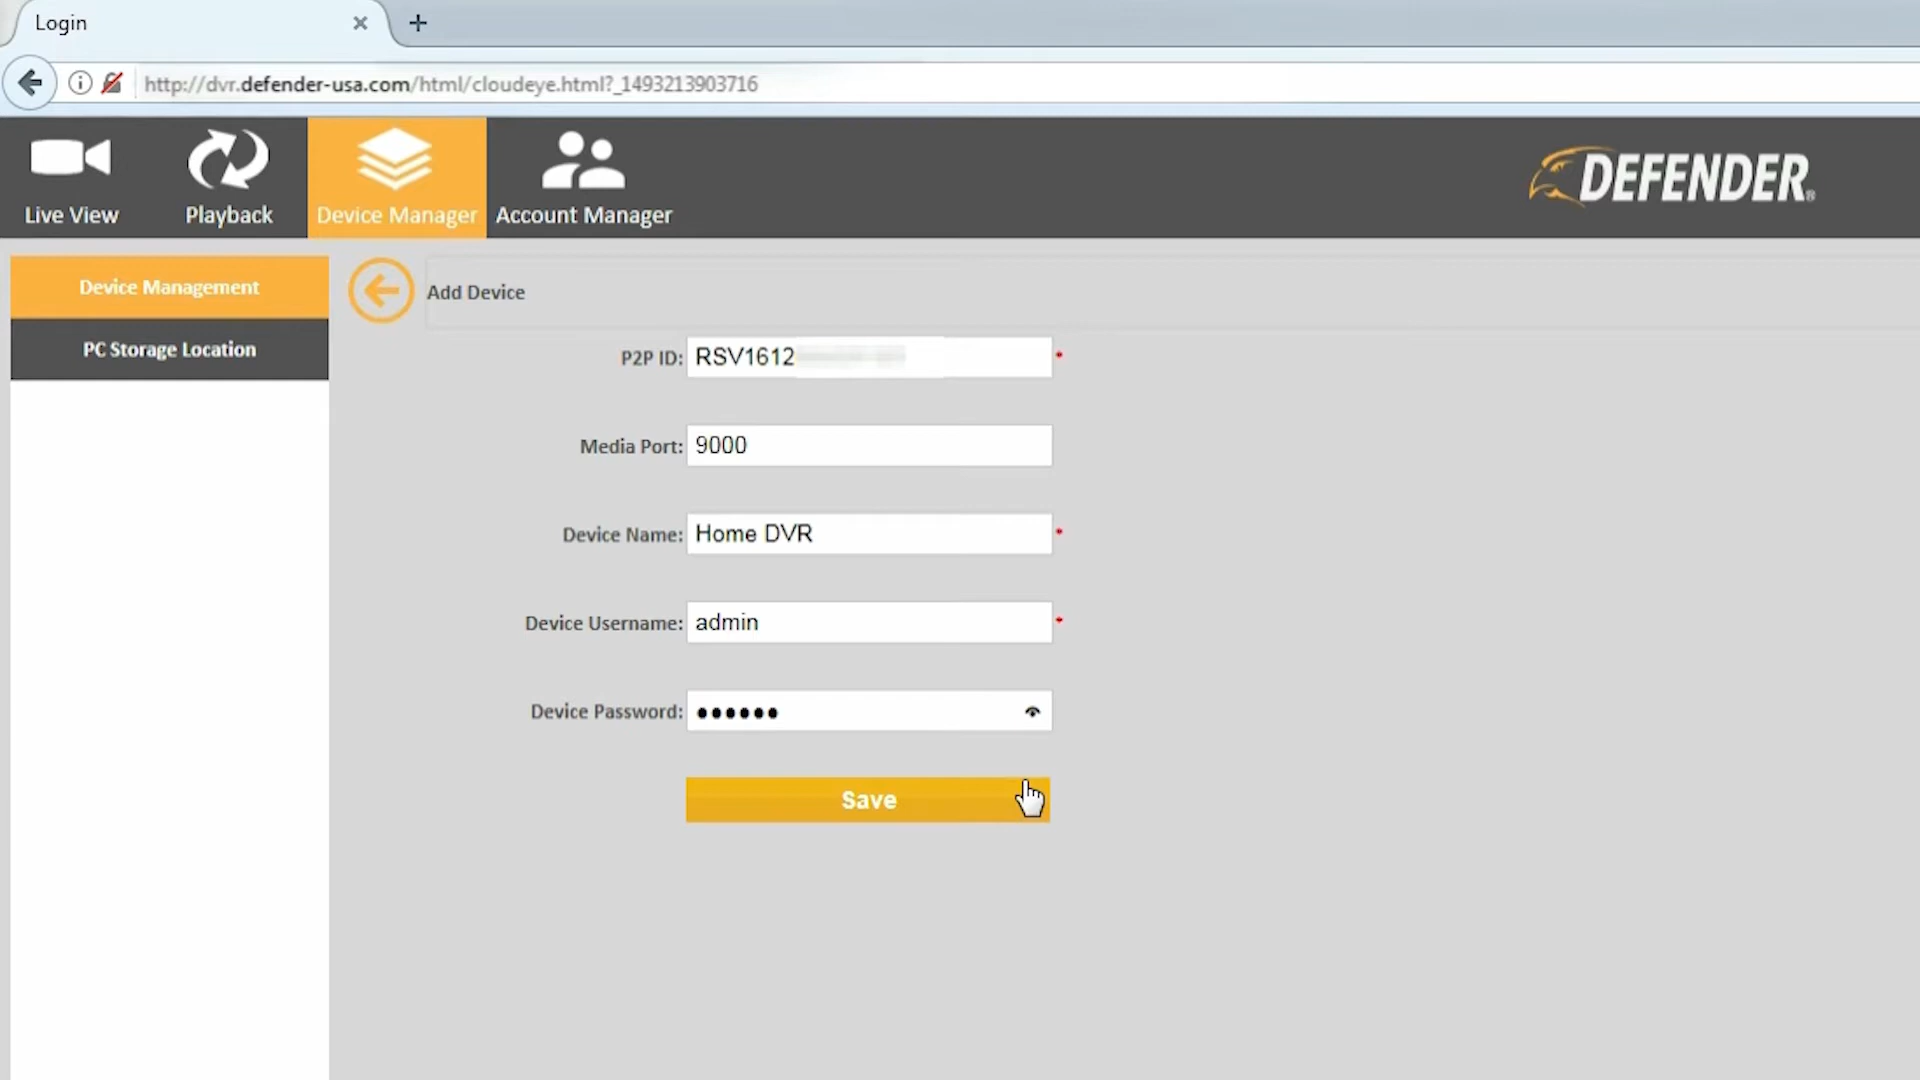 Login
http://dvr.defender-usa.com/html/cloudeye.html?_1493213903716
Live View
Playback
Device Manager
Account Manager
DEFENDER®
Device Management
PC Storage Location
Add Device
P2P ID: RSV1612 *
Media Port: 9000
Device Name: Home DVR *
Device Username: admin *
Device Password: ••••••
Save